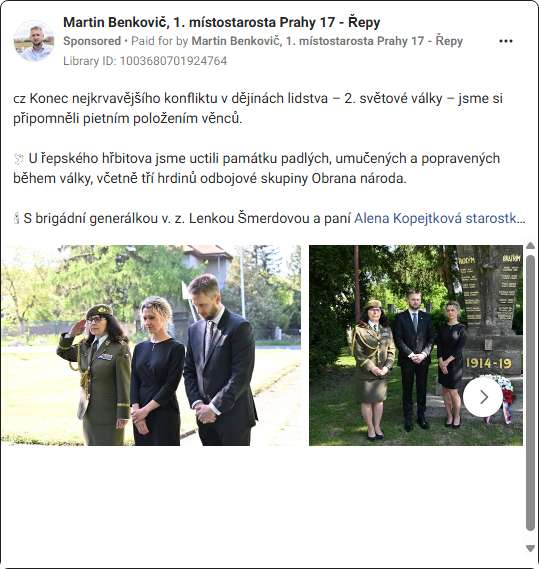 Martin Benkovič, 1. místostarosta Prahy 17 - Řepy
Sponsored • Paid for by Martin Benkovič, 1. místostarosta Prahy 17 - Řepy
Library ID: 1003680701924764
cz Konec nejkrvavějšího konfliktu v dějinách lidstva – 2. světové války – jsme si
připomněli pietním položením věnců.
🕊 U řepského hřbitova jsme uctili památku padlých, umučených a popravených
během války, včetně tří hrdinů odbojové skupiny Obrana národa.
🕯 S brigádní generálkou v. z. Lenkou Šmerdovou a paní Alena Kopejtková starostk...
1914-19